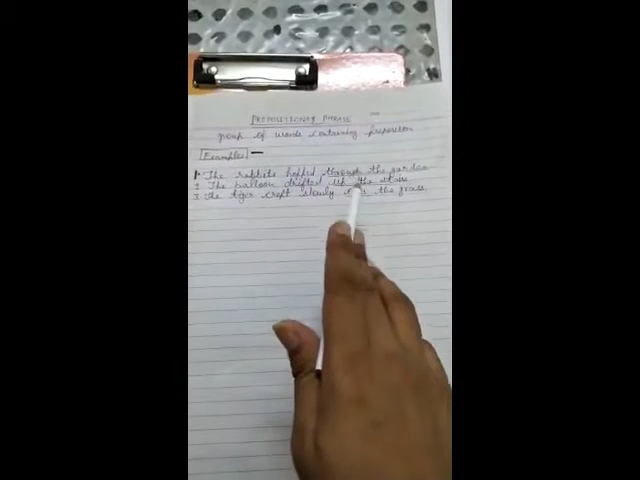 PREPOSITIONAL PHRASE
group of words containing preposition
Examples
1 The rabbits hopped through the garden
2 The balloon drifted up the stairs
3 The tiger crept slowly the grass